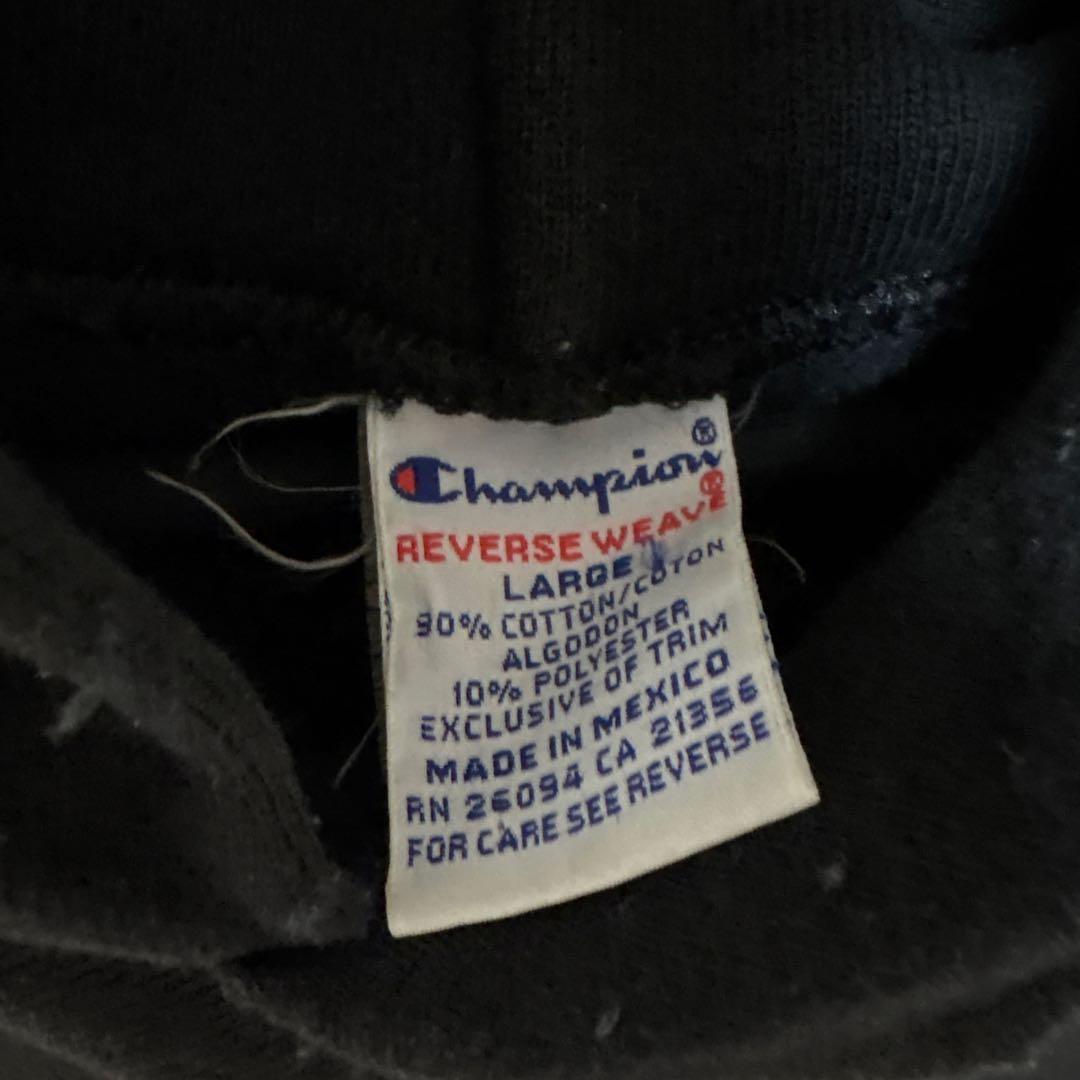 Champion®
REVERSE WEAVE®
LARGE
90% COTTON/COTON
ALGODON
10% POLYESTER
EXCLUSIVE OF TRIM
MADE IN MEXICO
RN 26094 CA 21356
FOR CARE SEE REVERSE